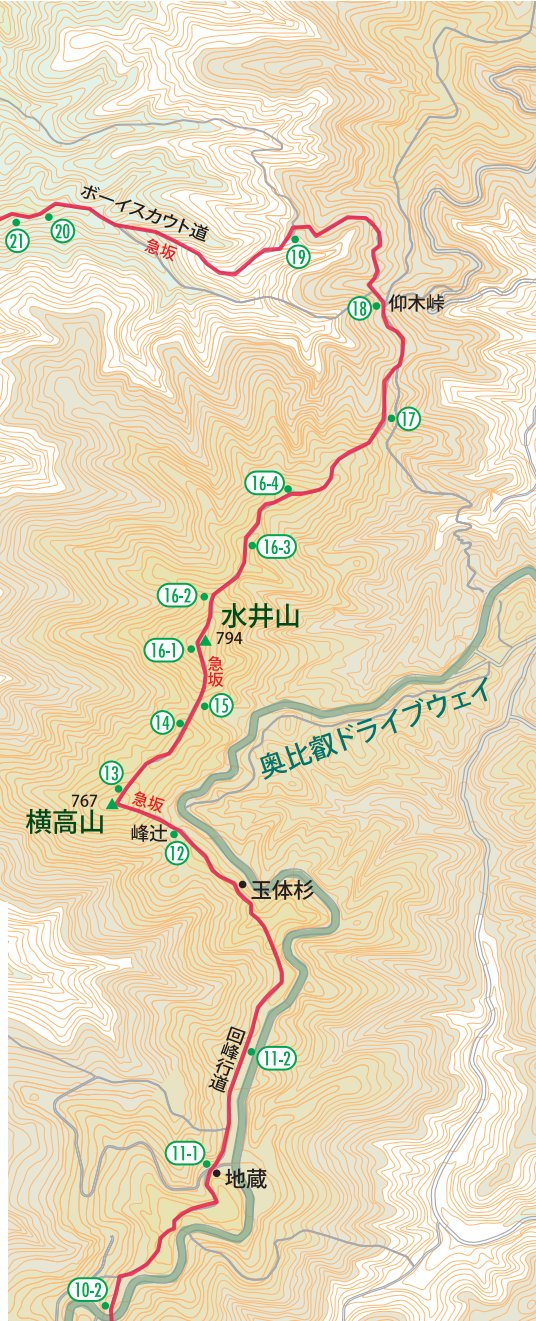 ボーイスカウト道
急坂
21
20
19
18
仰木峠
17
16-4
16-3
16-2
水井山
794
16-1
急坂
15
14
奥比叡ドライブウェイ
13
767
急坂
横高山
峰辻
12
玉体杉
回峰行道
11-2
11-1
地蔵
10-2